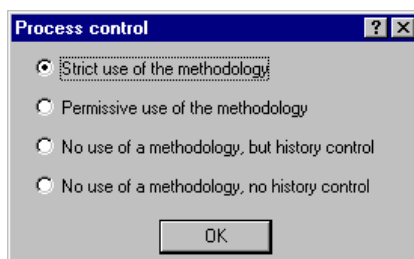 Process control
Strict use of the methodology
Permissive use of the methodology
No use of a methodology, but history control
No use of a methodology, no history control
OK